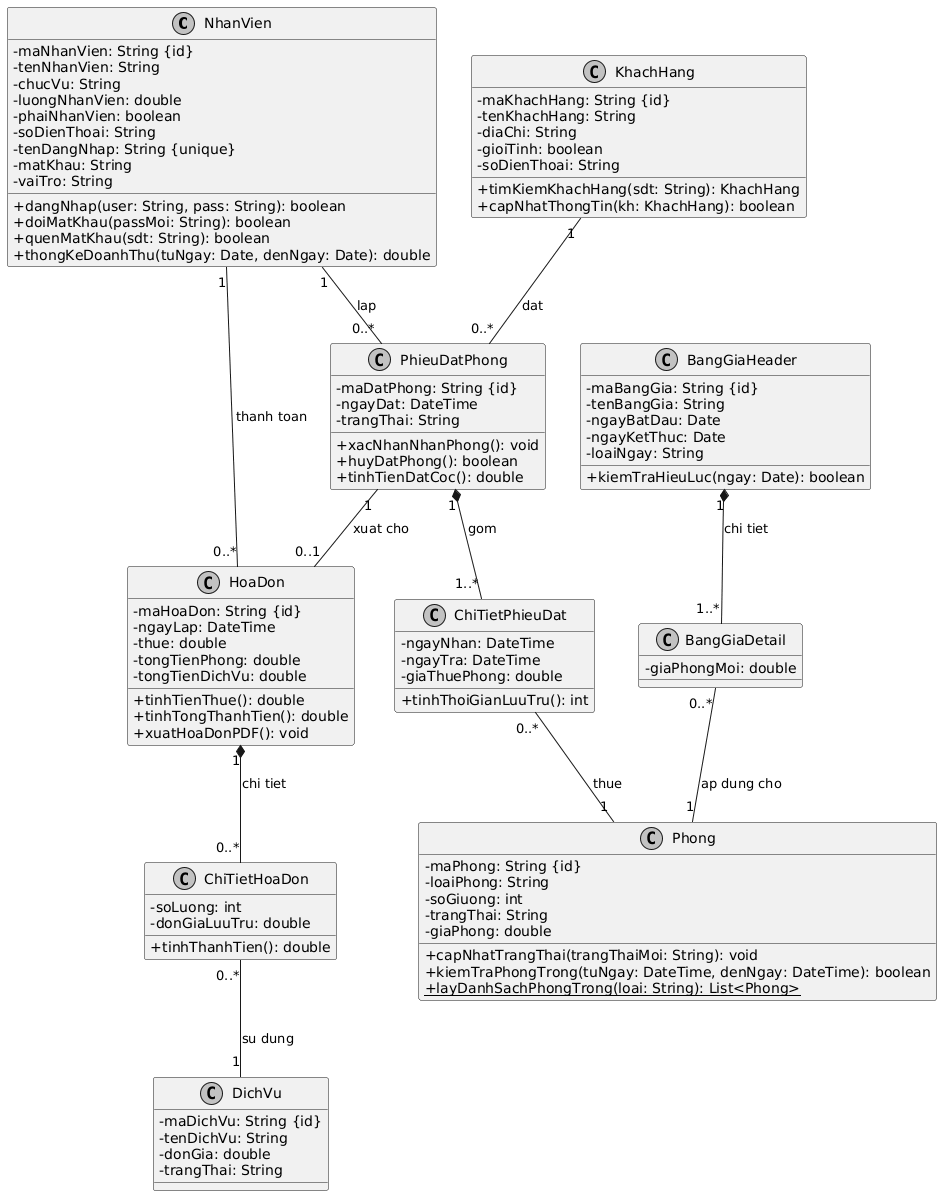 C NhanVien
-maNhanVien: String {id}
-tenNhanVien: String
-chucVu: String
-luongNhanVien: double
-phaiNhanVien: boolean
-soDienThoai: String
-tenDangNhap: String {unique}
-matKhau: String
-vaiTro: String
+dangNhap(user: String, pass: String): boolean
+doiMatKhau(passMoi: String): boolean
+quenMatKhau(sdt: String): boolean
+thongKeDoanhThu(tuNgay: Date, denNgay: Date): double
C KhachHang
-maKhachHang: String {id}
-tenKhachHang: String
-diaChi: String
-gioiTinh: boolean
-soDienThoai: String
+timKiemKhachHang(sdt: String): KhachHang
+capNhatThongTin(kh: KhachHang): boolean
1
thanh toan
0..*
1
lap
0..*
1
dat
0..*
C PhieuDatPhong
-maDatPhong: String {id}
-ngayDat: DateTime
-trangThai: String
+xacNhanNhanPhong(): void
+huyDatPhong(): boolean
+tinhTienDatCoc(): double
C BangGiaHeader
-maBangGia: String {id}
-tenBangGia: String
-ngayBatDau: Date
-ngayKetThuc: Date
-loaiNgay: String
+kiemTraHieuLuc(ngay: Date): boolean
1
xuat cho
0..1
1
gom
1..*
1
chi tiet
1..*
C HoaDon
-maHoaDon: String {id}
-ngayLap: DateTime
-thue: double
-tongTienPhong: double
-tongTienDichVu: double
+tinhTienThue(): double
+tinhTongThanhTien(): double
+xuatHoaDonPDF(): void
C ChiTietPhieuDat
-ngayNhan: DateTime
-ngayTra: DateTime
-giaThuePhong: double
+tinhThoiGianLuuTru(): int
C BangGiaDetail
-giaPhongMoi: double
1
chi tiet
0..*
0..*
thue
1
0..*
ap dung cho
1
C Phong
-maPhong: String {id}
-loaiPhong: String
-soGiuong: int
-trangThai: String
-giaPhong: double
+capNhatTrangThai(trangThaiMoi: String): void
+kiemTraPhongTrong(tuNgay: DateTime, denNgay: DateTime): boolean
+layDanhSachPhongTrong(loai: String): List<Phong>
C ChiTietHoaDon
-soLuong: int
-donGiaLuuTru: double
+tinhThanhTien(): double
0..*
su dung
1
C DichVu
-maDichVu: String {id}
-tenDichVu: String
-donGia: double
-trangThai: String